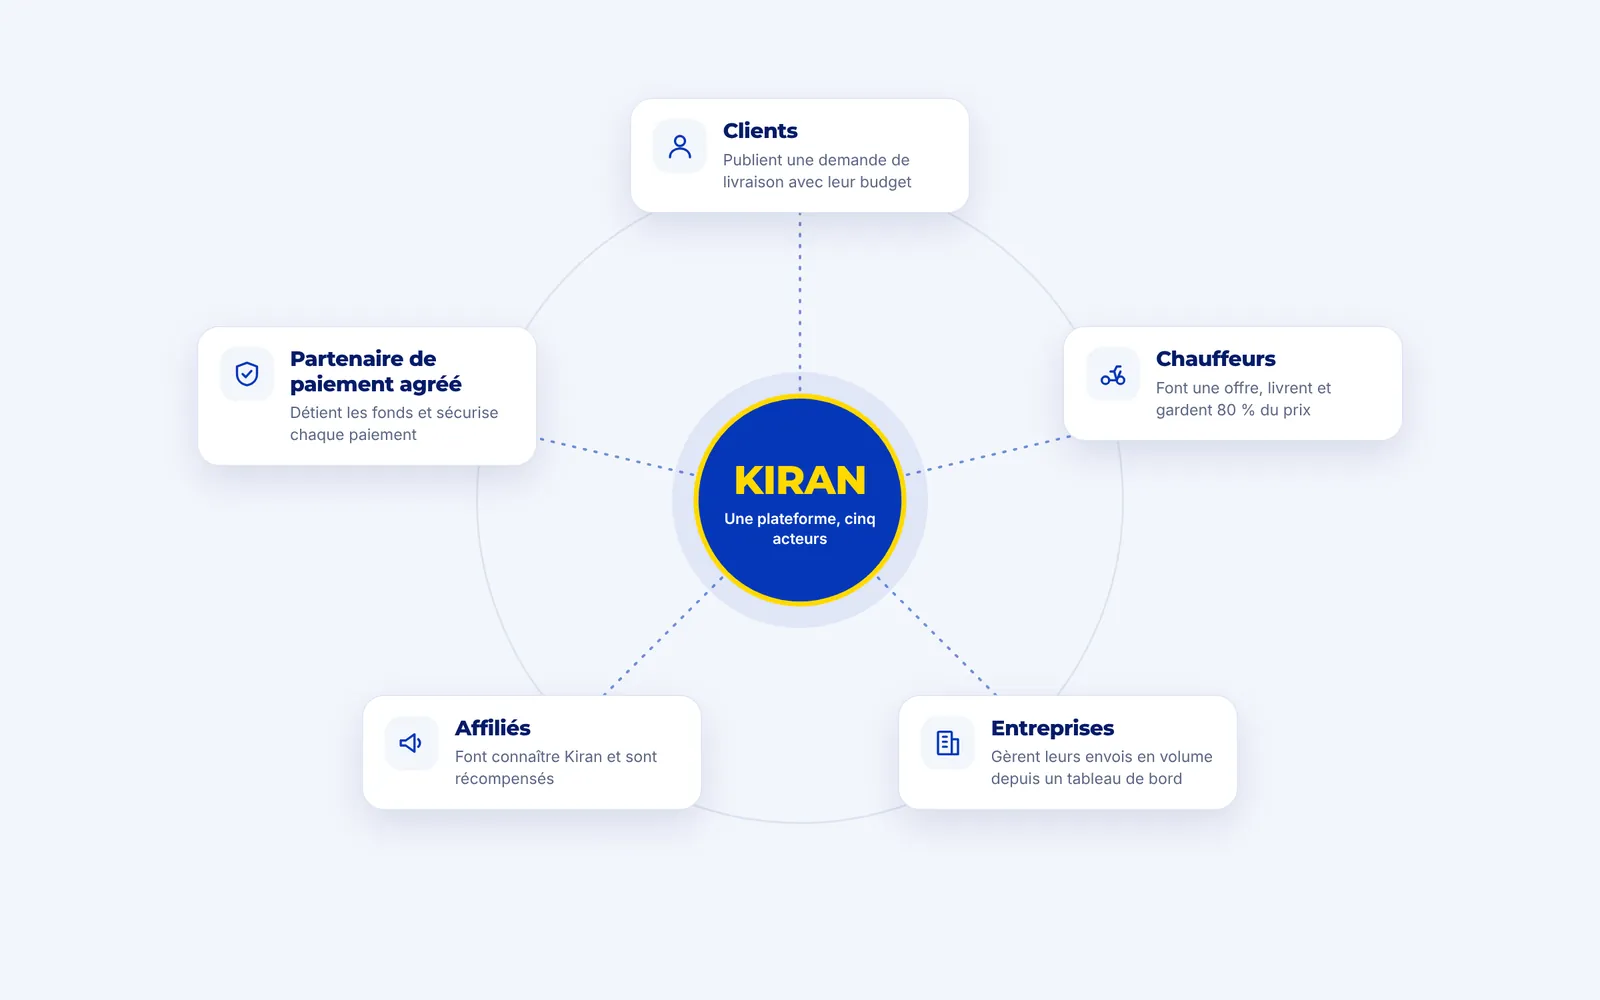 Clients
Publient une demande de
livraison avec leur budget
Partenaire de
paiement agréé
Détient les fonds et sécurise
chaque paiement
Chauffeurs
Font une offre, livrent et
gardent 80 % du prix
KIRAN
Une plateforme, cinq
acteurs
Affiliés
Font connaître Kiran et sont
récompensés
Entreprises
Gèrent leurs envois en volume
depuis un tableau de bord